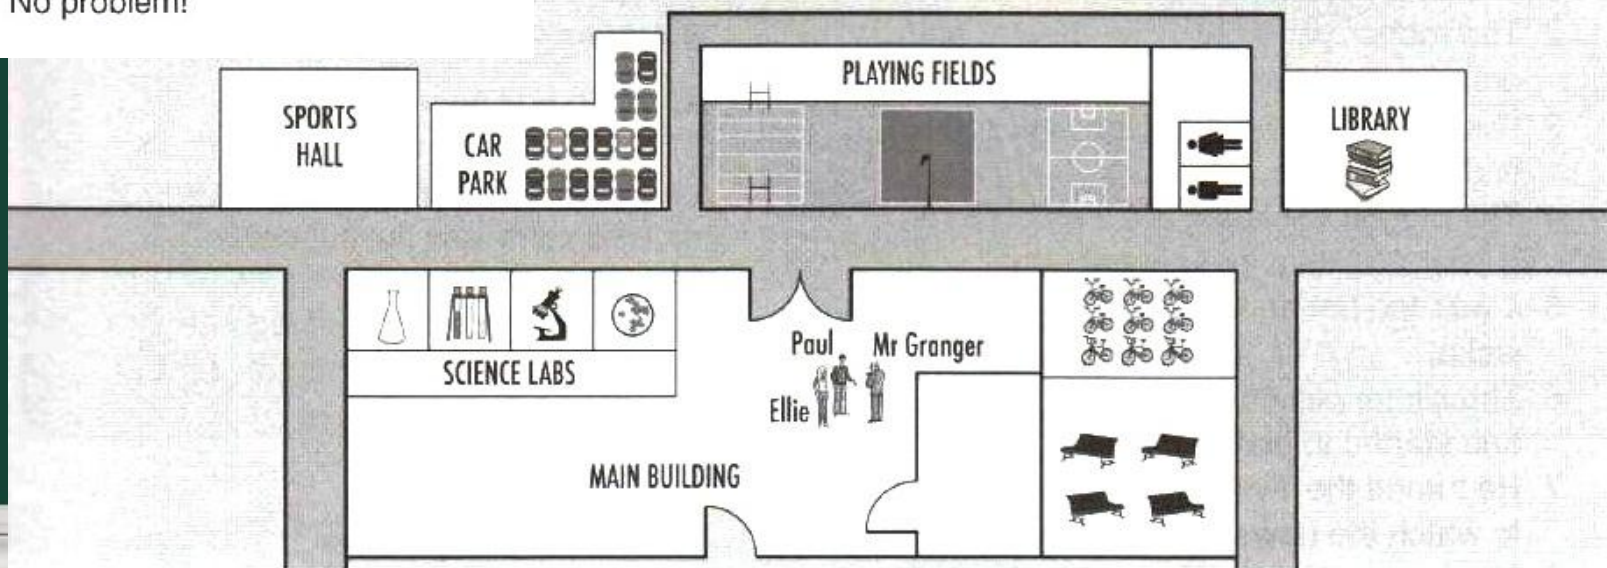 No problem!
PLAYING FIELDS
SPORTS
HALL
CAR
PARK
LIBRARY
Paul
Mr Granger
SCIENCE LABS
Ellie
MAIN BUILDING